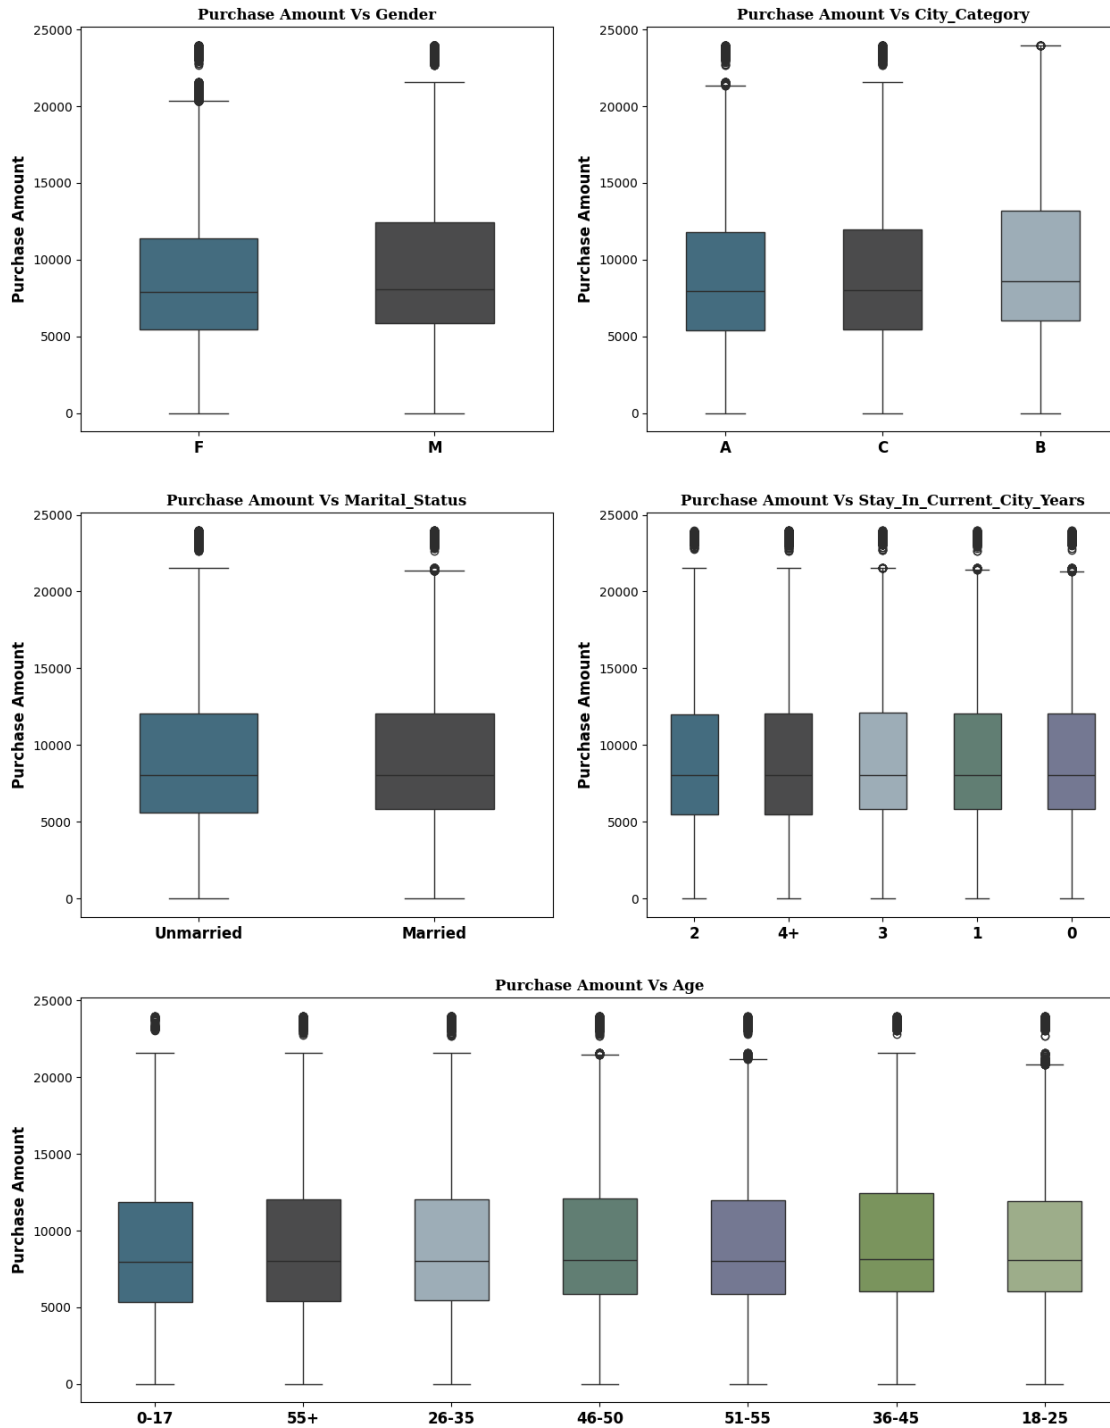 Purchase Amount Vs Gender
Purchase Amount
25000
20000
15000
10000
5000
0
F M
Purchase Amount Vs City_Category
Purchase Amount
25000
20000
15000
10000
5000
0
A C B
Purchase Amount Vs Marital_Status
Purchase Amount
25000
20000
15000
10000
5000
0
Unmarried Married
Purchase Amount Vs Stay_In_Current_City_Years
Purchase Amount
25000
20000
15000
10000
5000
0
2 4+ 3 1 0
Purchase Amount Vs Age
Purchase Amount
25000
20000
15000
10000
5000
0
0-17 55+ 26-35 46-50 51-55 36-45 18-25